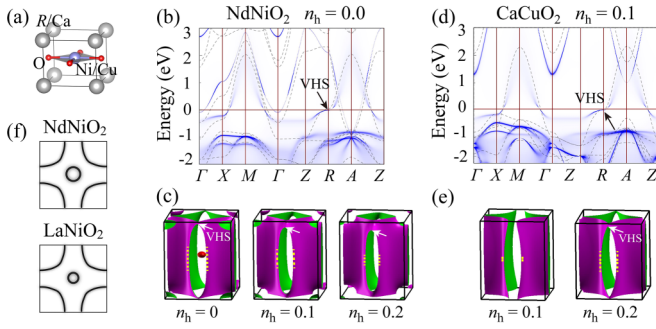 (a)
R/Ca
O
Ni/Cu
(b)
NdNiO2 nh = 0.0
Energy (eV)
3
2
1
0
-1
-2
VHS
Γ X M Γ Z R A Z
(d)
CaCuO2 nh = 0.1
Energy (eV)
3
2
1
0
-1
-2
VHS
Γ X M Γ Z R A Z
(f)
NdNiO2
LaNiO2
(c)
VHS
nh = 0 nh = 0.1 nh = 0.2
(e)
VHS
nh = 0.1 nh = 0.2